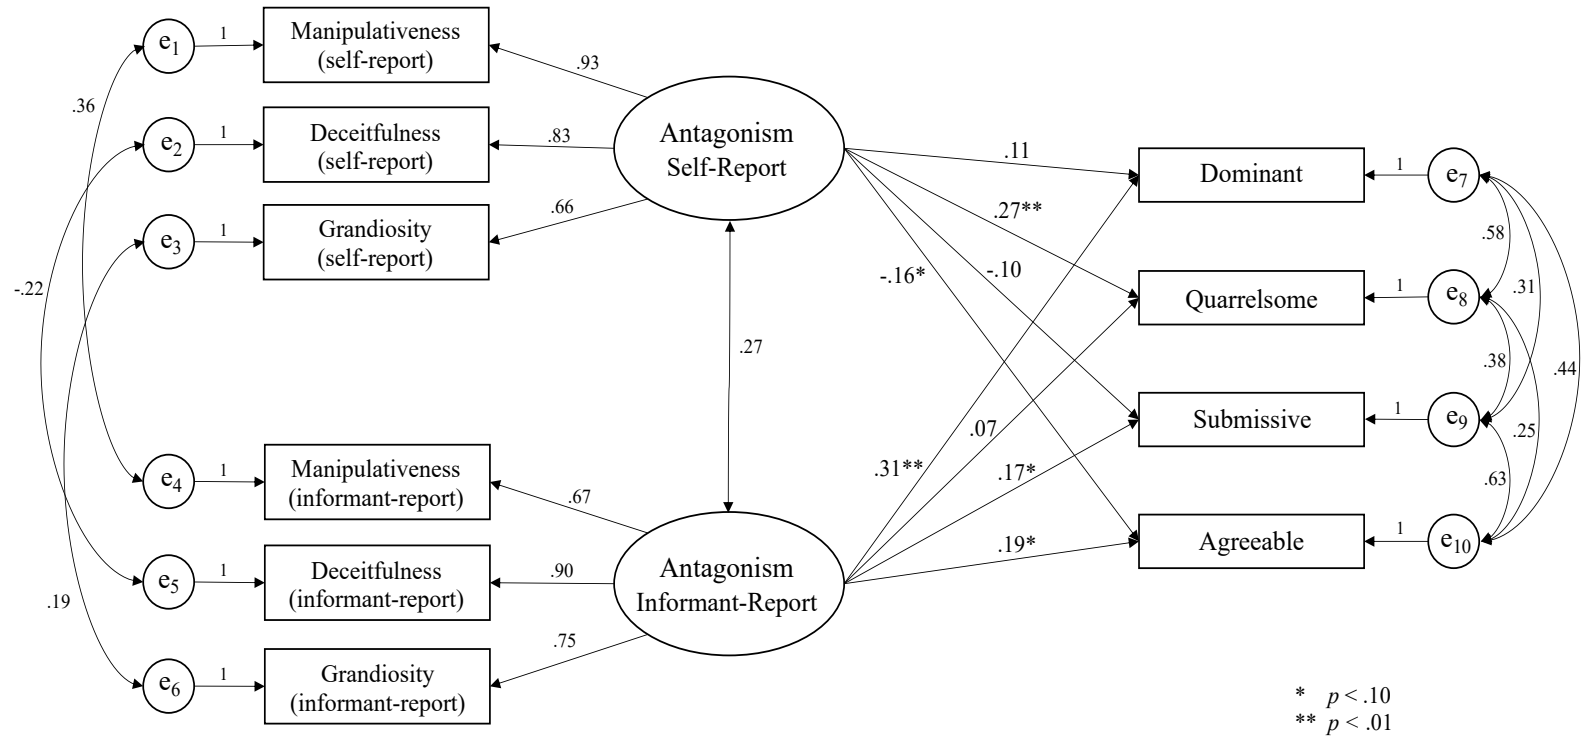 e1
1
Manipulativeness
(self-report)
.93
.36
e2
1
Deceitfulness
(self-report)
.83
Antagonism
Self-Report
e3
1
Grandiosity
(self-report)
.66
-.22
.27
e4
1
Manipulativeness
(informant-report)
.67
e5
1
Deceitfulness
(informant-report)
.90
Antagonism
Informant-Report
.19
e6
1
Grandiosity
(informant-report)
.75
.11
.27**
-.10
-.16*
.31**
.07
.17*
.19*
Dominant
1
e7
Quarrelsome
1
e8
Submissive
1
e9
Agreeable
1
e10
.58
.31
.38
.44
.25
.63
* p < .10
** p < .01